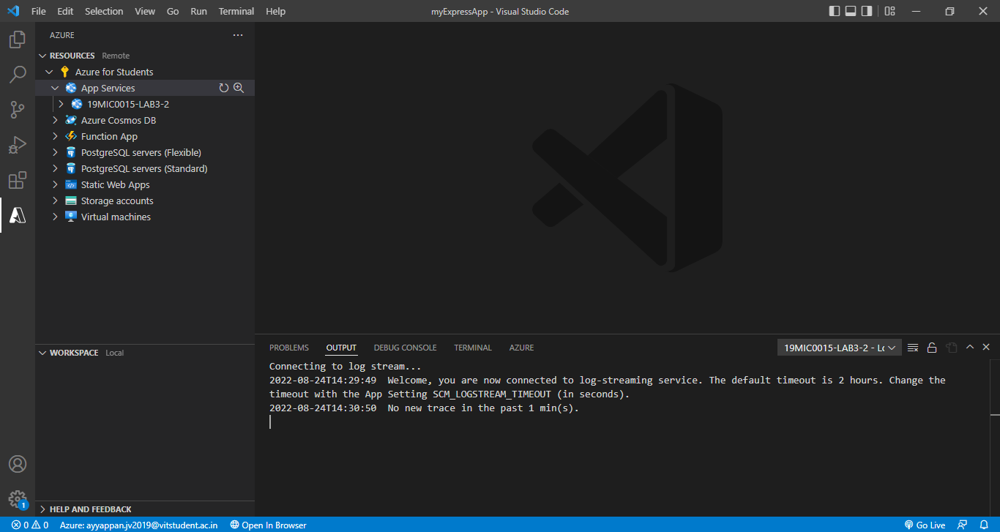 File Edit Selection View Go Run Terminal Help
myExpressApp - Visual Studio Code
AZURE
RESOURCES Remote
Azure for Students
App Services
19MIC0015-LAB3-2
Azure Cosmos DB
Function App
PostgreSQL servers (Flexible)
PostgreSQL servers (Standard)
Static Web Apps
Storage accounts
Virtual machines
WORKSPACE Local
HELP AND FEEDBACK
PROBLEMS OUTPUT DEBUG CONSOLE TERMINAL AZURE
19MIC0015-LAB3-2 - Lo
Connecting to log stream...
2022-08-24T14:29:49 Welcome, you are now connected to log-streaming service. The default timeout is 2 hours. Change the
timeout with the App Setting SCM_LOGSTREAM_TIMEOUT (in seconds).
2022-08-24T14:30:50 No new trace in the past 1 min(s).
1
0 0 Azure: ayyappan.jv2019@vitstudent.ac.in Open In Browser Go Live